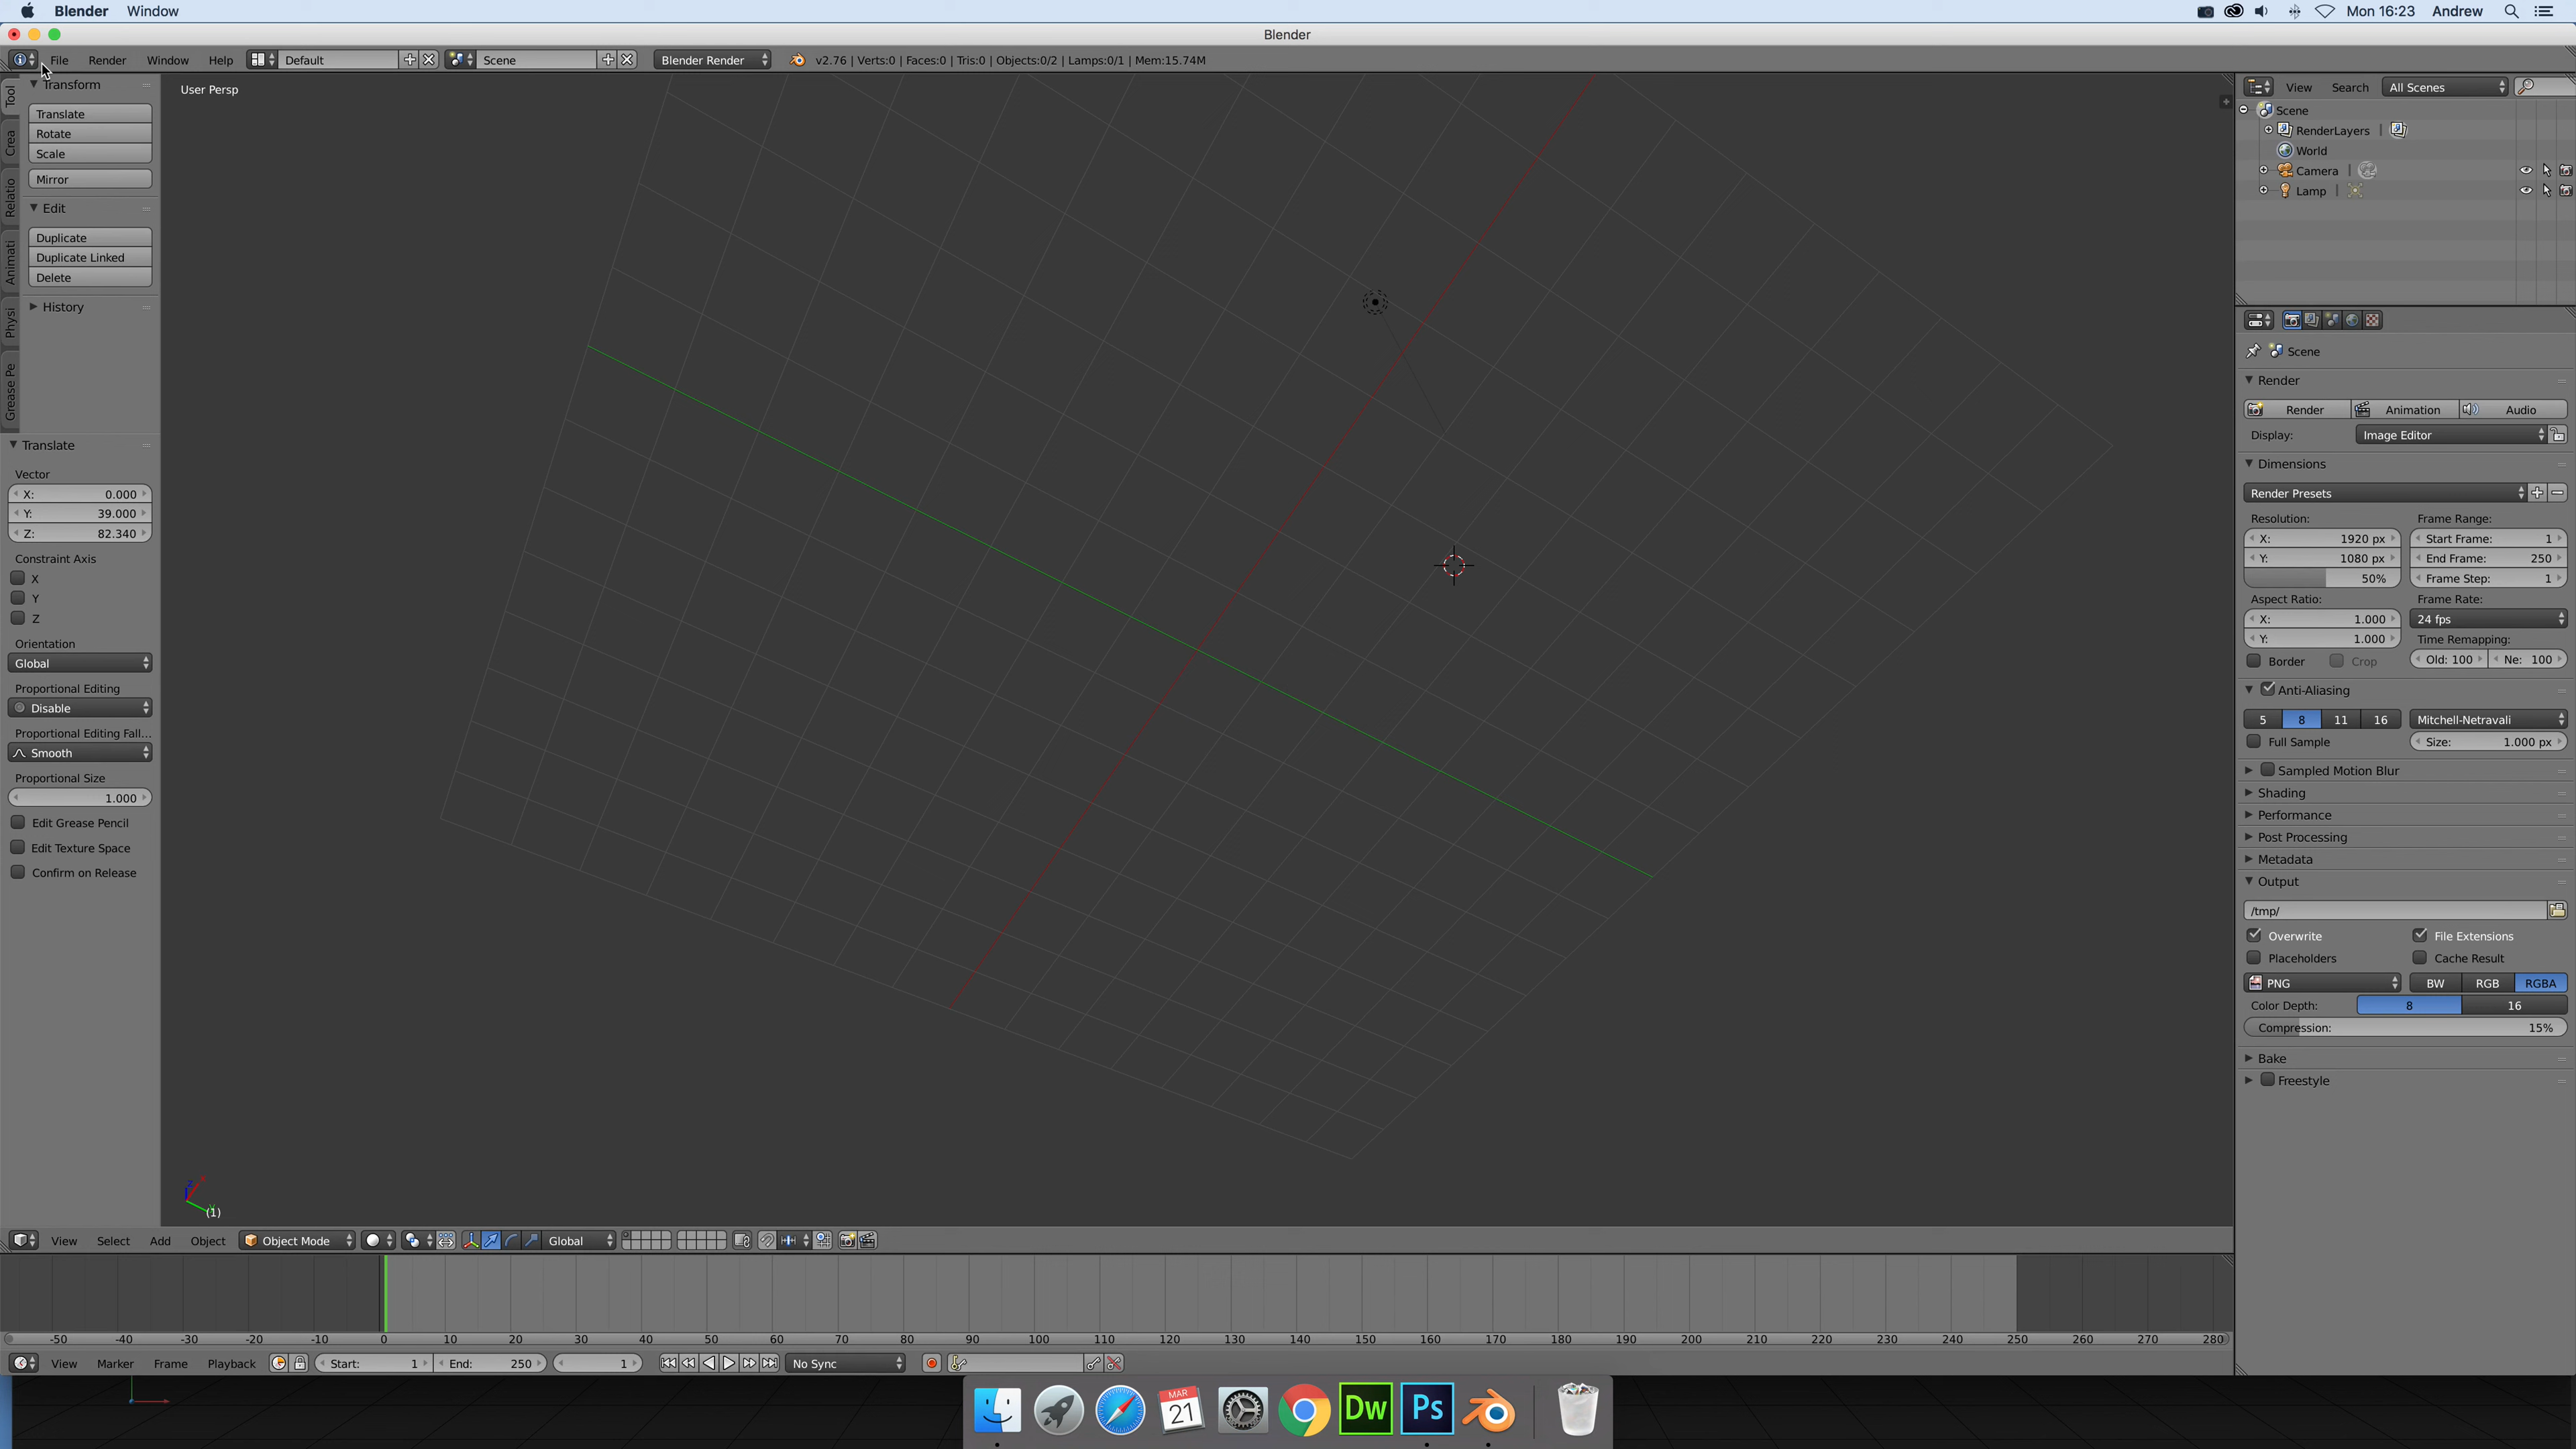 Blender Window Mon 16:23 Andrew
Blender
File Render Window Help Default Scene Blender Render v2.76 | Verts:0 | Faces:0 | Tris:0 | Objects:0/2 | Lamps:0/1 | Mem:15.74M
Tool
Crea
Relatio
Animati
Physi
Grease Pe
Transform
Translate
Rotate
Scale
Mirror
Edit
Duplicate
Duplicate Linked
Delete
History
Translate
Vector
X: 0.000
Y: 39.000
Z: 82.340
Constraint Axis
X
Y
Z
Orientation
Global
Proportional Editing
Disable
Proportional Editing Fall...
Smooth
Proportional Size
1.000
Edit Grease Pencil
Edit Texture Space
Confirm on Release
User Persp
z
(1)
View Search All Scenes
Scene
RenderLayers |
World
Camera |
Lamp |
Scene
Render
Render Animation Audio
Display: Image Editor
Dimensions
Render Presets
Resolution: Frame Range:
X: 1920 px Start Frame: 1
Y: 1080 px End Frame: 250
50% Frame Step: 1
Aspect Ratio: Frame Rate:
X: 1.000 24 fps
Y: 1.000 Time Remapping:
Border Crop Old: 100 Ne: 100
Anti-Aliasing
5 8 11 16 Mitchell-Netravali
Full Sample Size: 1.000 px
Sampled Motion Blur
Shading
Performance
Post Processing
Metadata
Output
/tmp/
Overwrite File Extensions
Placeholders Cache Result
PNG BW RGB RGBA
Color Depth: 8 16
Compression: 15%
Bake
Freestyle
View Select Add Object Object Mode Global
-50 -40 -30 -20 -10 0 10 20 30 40 50 60 70 80 90 100 110 120 130 140 150 160 170 180 190 200 210 220 230 240 250 260 270 280
View Marker Frame Playback Start: 1 End: 250 1 No Sync
MAR
21
Dw
Ps